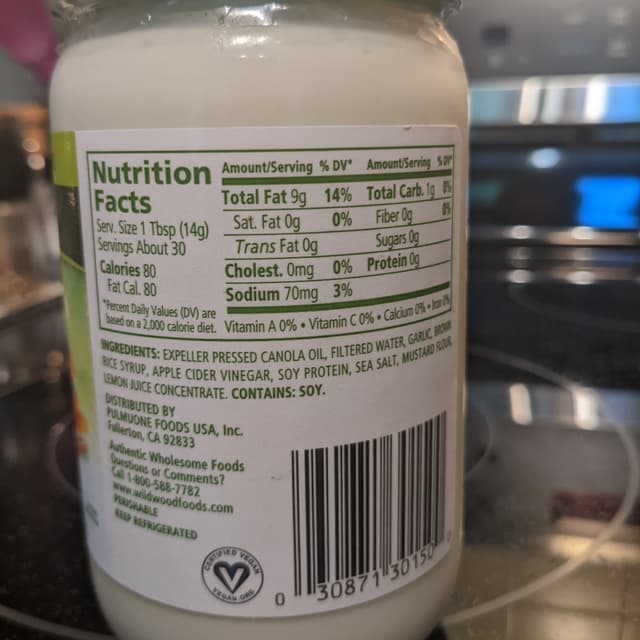 Nutrition
Facts
Serv. Size 1 Tbsp (14g)
Servings About 30
Calories 80
Fat Cal. 80
*Percent Daily Values (DV) are
based on a 2,000 calorie diet.
Amount/Serving % DV* Amount/Serving % DV*
Total Fat 9g 14% Total Carb. 1g 0%
Sat. Fat 0g 0% Fiber 0g 0%
Trans Fat 0g Sugars 0g
Cholest. 0mg 0% Protein 0g
Sodium 70mg 3%
Vitamin A 0% • Vitamin C 0% • Calcium 0% • Iron 0%
INGREDIENTS: EXPELLER PRESSED CANOLA OIL, FILTERED WATER, GARLIC, BROWN
RICE SYRUP, APPLE CIDER VINEGAR, SOY PROTEIN, SEA SALT, MUSTARD FLOUR,
LEMON JUICE CONCENTRATE. CONTAINS: SOY.
DISTRIBUTED BY
PULMUONE FOODS USA, Inc.
Fullerton, CA 92833
Authentic Wholesome Foods
Questions or Comments?
Call 1-800-588-7782
www.wildwoodfoods.com
PERISHABLE
KEEP REFRIGERATED
CERTIFIED VEGAN
VEGAN.ORG
0 30871 30150